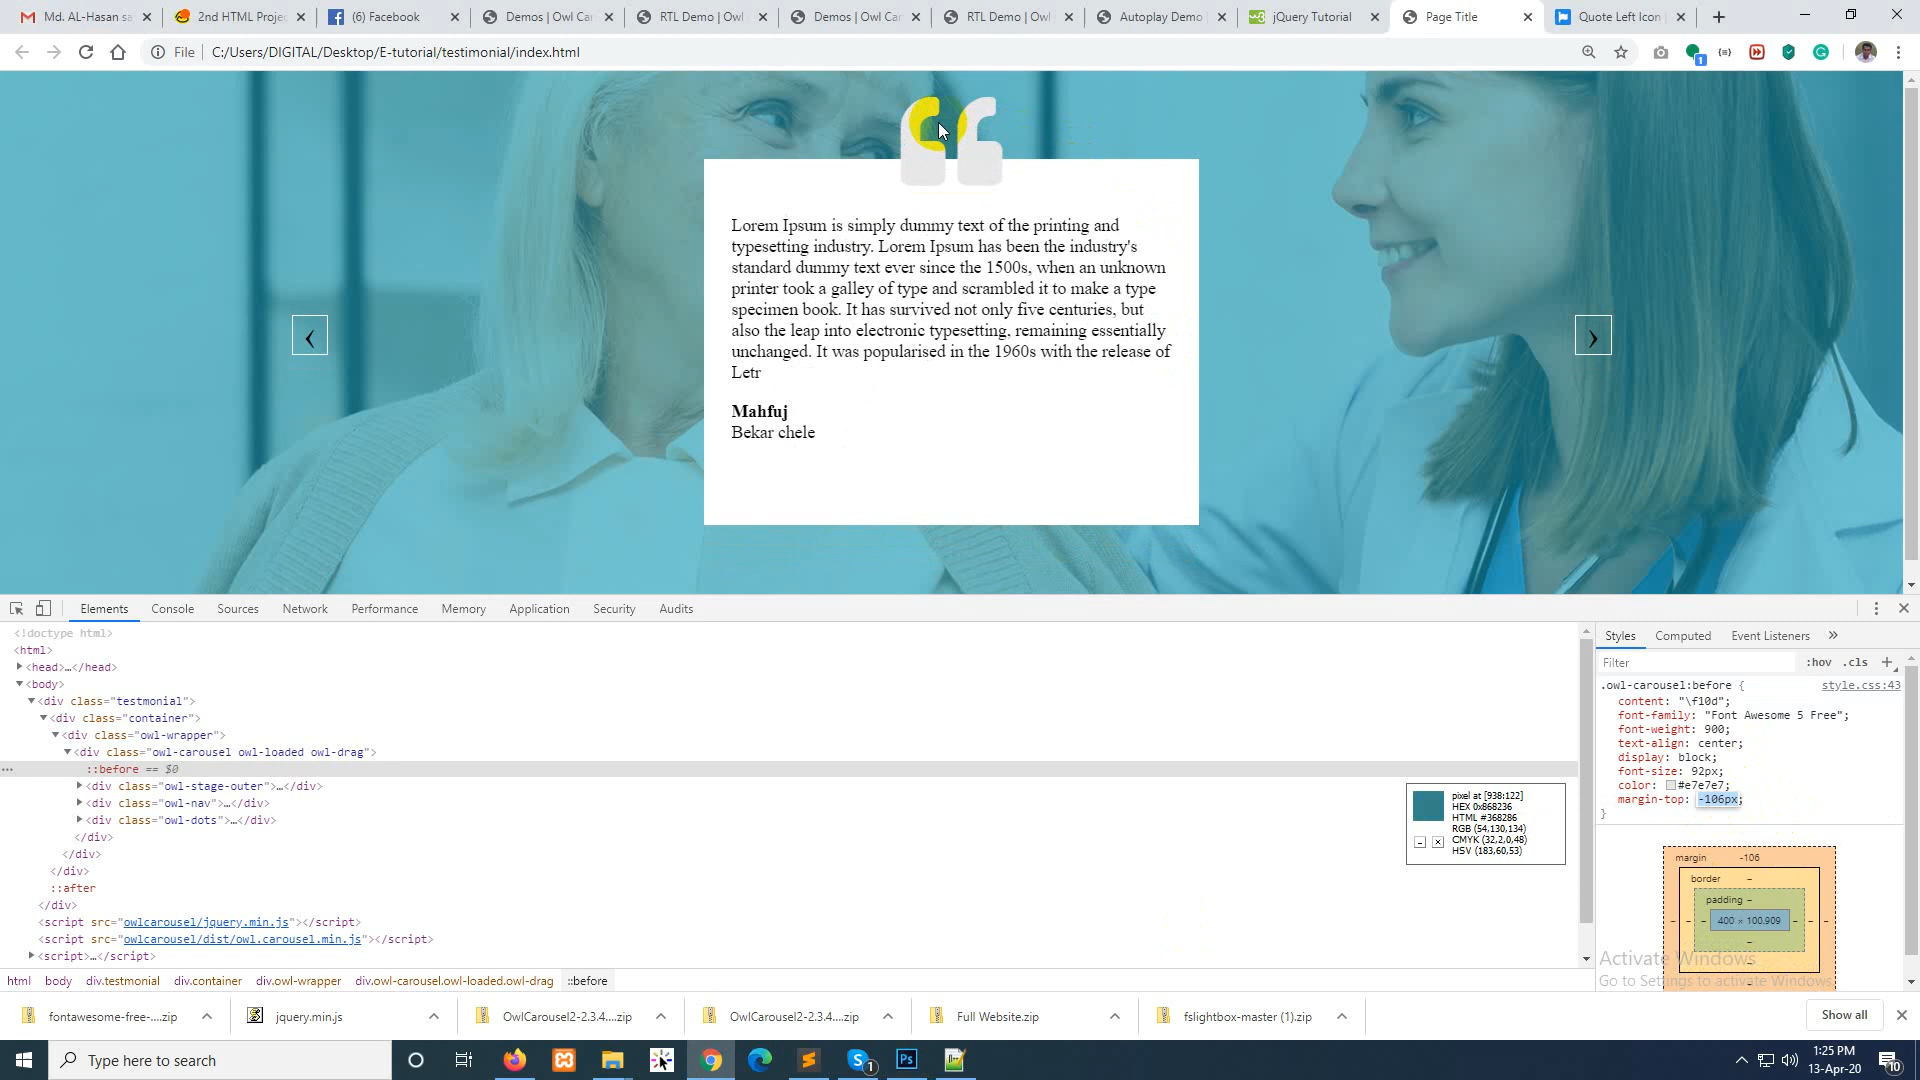 Md. AL-Hasan sa
2nd HTML Projec
(6) Facebook
Demos | Owl Ca
RTL Demo | Owl
Demos | Owl Ca
RTL Demo | Owl
Autoplay Demo
jQuery Tutorial
Page Title
Quote Left Icon
File
C:/Users/DIGITAL/Desktop/E-tutorial/testimonial/index.html
Lorem Ipsum is simply dummy text of the printing and
typesetting industry. Lorem Ipsum has been the industry's
standard dummy text ever since the 1500s, when an unknown
printer took a galley of type and scrambled it to make a type
specimen book. It has survived not only five centuries, but
also the leap into electronic typesetting, remaining essentially
unchanged. It was popularised in the 1960s with the release of
Letr
Mahfuj
Bekar chele
Elements Console Sources Network Performance Memory Application Security Audits
<!doctype html>
<html>
<head>…</head>
<body>
<div class="testmonial">
<div class="container">
<div class="owl-wrapper">
<div class="owl-carousel owl-loaded owl-drag">
::before == $0
<div class="owl-stage-outer">…</div>
<div class="owl-nav">…</div>
<div class="owl-dots">…</div>
</div>
</div>
</div>
::after
</div>
<script src="owlcarousel/jquery.min.js"></script>
<script src="owlcarousel/dist/owl.carousel.min.js"></script>
<script>…</script>
html body div.testmonial div.container div.owl-wrapper div.owl-carousel.owl-loaded.owl-drag ::before
pixel at [938:122]
HEX 0x868236
HTML #368286
RGB (54,130,134)
CMYK (32,2,0,48)
HSV (183,60,53)
Styles Computed Event Listeners »
Filter :hov .cls +
.owl-carousel:before { style.css:43
content: "\f10d";
font-family: "Font Awesome 5 Free";
font-weight: 900;
text-align: center;
display: block;
font-size: 92px;
color: #e7e7e7;
margin-top: -106px;
}
margin -106
border –
padding –
400 × 100.909
Activate Windows
Go to Settings to activate Windows.
fontawesome-free-....zip
jquery.min.js
OwlCarousel2-2.3.4....zip
OwlCarousel2-2.3.4....zip
Full Website.zip
fslightbox-master (1).zip
Show all
Type here to search
1
1:25 PM
13-Apr-20
10